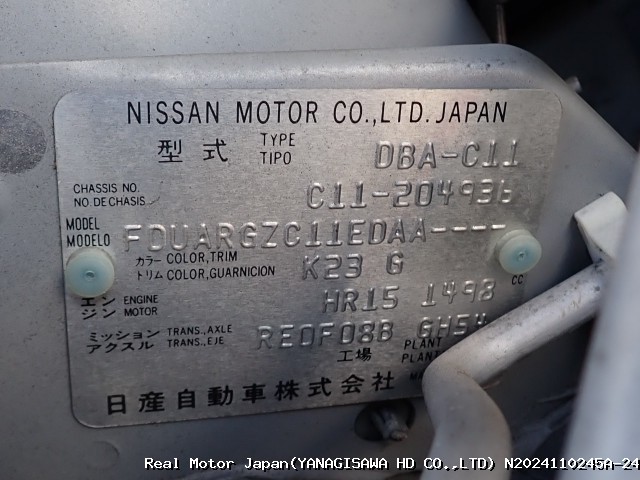 NISSAN MOTOR CO.,LTD. JAPAN
型式 TYPE TIPO DBA-C11
CHASSIS NO. NO. DE CHASIS C11-204936
MODEL MODELO FDUARGZC11EDAA----
カラー COLOR,TRIM トリム COLOR,GUARNICION K23 G
エンジン ENGINE MOTOR HR15 1498 CC
ミッション アクスル TRANS.,AXLE TRANS.,EJE RE0F08B
工場 PLANT PLANT
日産自動車株式会社
Real Motor Japan(YANAGISAWA HD CO.,LTD) N2024110245A-24